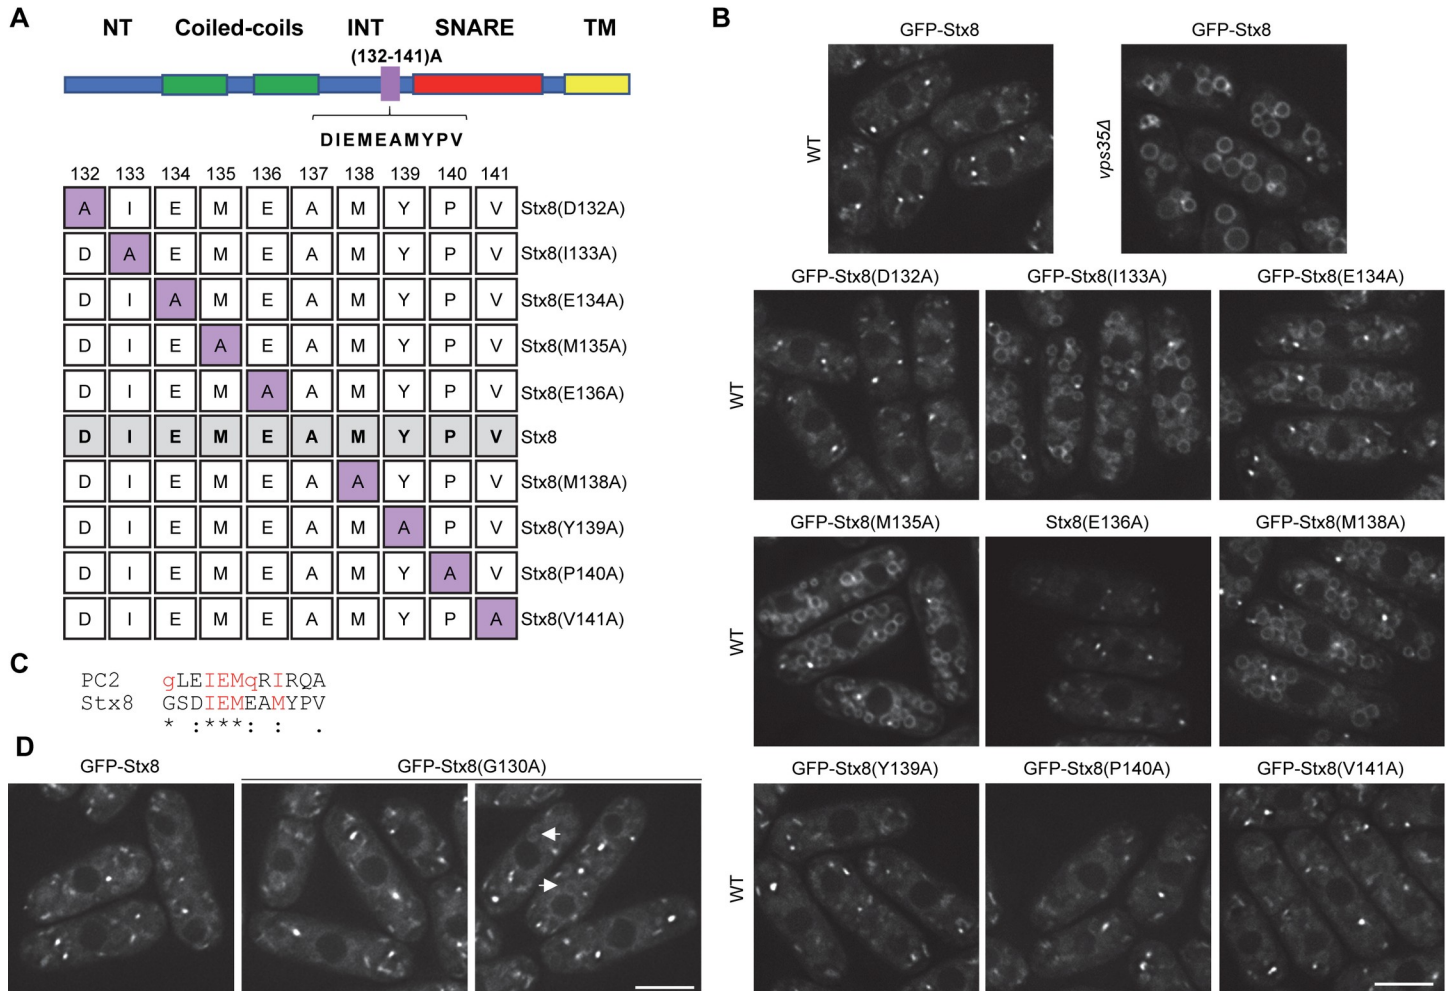 A
NT Coiled-coils INT SNARE TM
(132-141)A
DIEMEAMYPV
132 133 134 135 136 137 138 139 140 141
A I E M E A M Y P V Stx8(D132A)
D A E M E A M Y P V Stx8(I133A)
D I A M E A M Y P V Stx8(E134A)
D I E A E A M Y P V Stx8(M135A)
D I E M A A M Y P V Stx8(E136A)
D I E M E A M Y P V Stx8
D I E M E A A Y P V Stx8(M138A)
D I E M E A M A P V Stx8(Y139A)
D I E M E A M Y A V Stx8(P140A)
D I E M E A M Y P A Stx8(V141A)
B
GFP-Stx8 GFP-Stx8
WT vps35Δ
GFP-Stx8(D132A) GFP-Stx8(I133A) GFP-Stx8(E134A)
WT
GFP-Stx8(M135A) Stx8(E136A) GFP-Stx8(M138A)
WT
GFP-Stx8(Y139A) GFP-Stx8(P140A) GFP-Stx8(V141A)
WT
C
PC2 gLEIEMqRIRQA
Stx8 GSDIEMEAMYPV
* :***: : .
D
GFP-Stx8 GFP-Stx8(G130A)